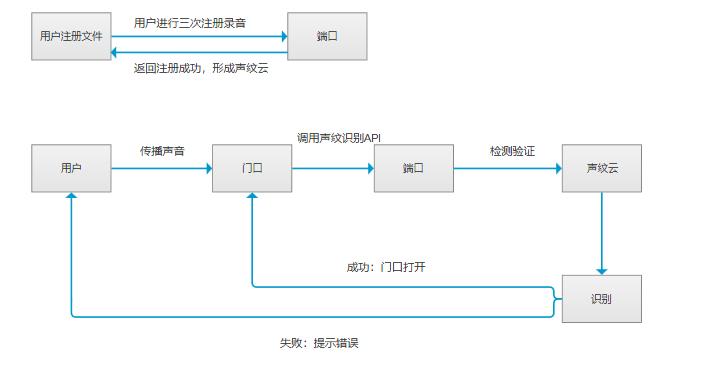 用户进行三次注册录音
用户注册文件
端口
返回注册成功，形成声纹云
调用声纹识别API
传播声音
检测验证
用户
门口
端口
声纹云
成功：门口打开
识别
失败：提示错误